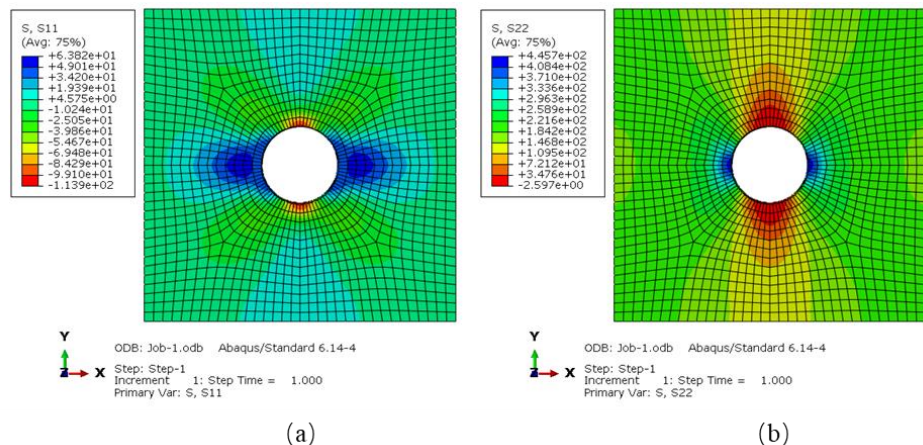 S, S11
(Avg: 75%)
+6.382e+01
+4.901e+01
+3.420e+01
+1.939e+01
+4.575e+00
-1.024e+01
-2.505e+01
-3.986e+01
-5.467e+01
-6.948e+01
-8.429e+01
-9.910e+01
-1.139e+02
Y
Z
X
ODB: Job-1.odb Abaqus/Standard 6.14-4
Step: Step-1
Increment 1: Step Time = 1.000
Primary Var: S, S11
(a)
S, S22
(Avg: 75%)
+4.457e+02
+4.084e+02
+3.710e+02
+3.336e+02
+2.963e+02
+2.589e+02
+2.216e+02
+1.842e+02
+1.468e+02
+1.095e+02
+7.212e+01
+3.476e+01
-2.597e+00
Y
Z
X
ODB: Job-1.odb Abaqus/Standard 6.14-4
Step: Step-1
Increment 1: Step Time = 1.000
Primary Var: S, S22
(b)